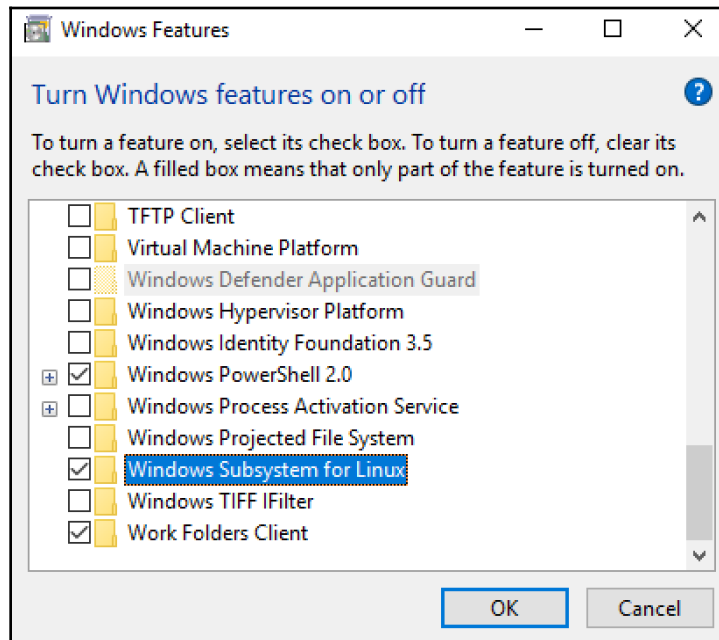 Windows Features
Turn Windows features on or off
?
To turn a feature on, select its check box. To turn a feature off, clear its
check box. A filled box means that only part of the feature is turned on.
TFTP Client
Virtual Machine Platform
Windows Defender Application Guard
Windows Hypervisor Platform
Windows Identity Foundation 3.5
Windows PowerShell 2.0
Windows Process Activation Service
Windows Projected File System
Windows Subsystem for Linux
Windows TIFF IFilter
Work Folders Client
OK
Cancel